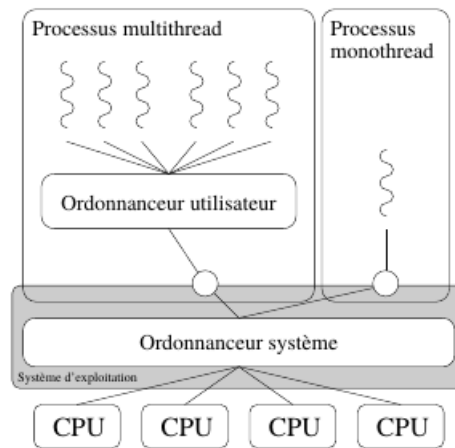 Processus multithread
Processus
monothread
Ordonnanceur utilisateur
Ordonnanceur système
Système d'exploitation
CPU
CPU
CPU
CPU